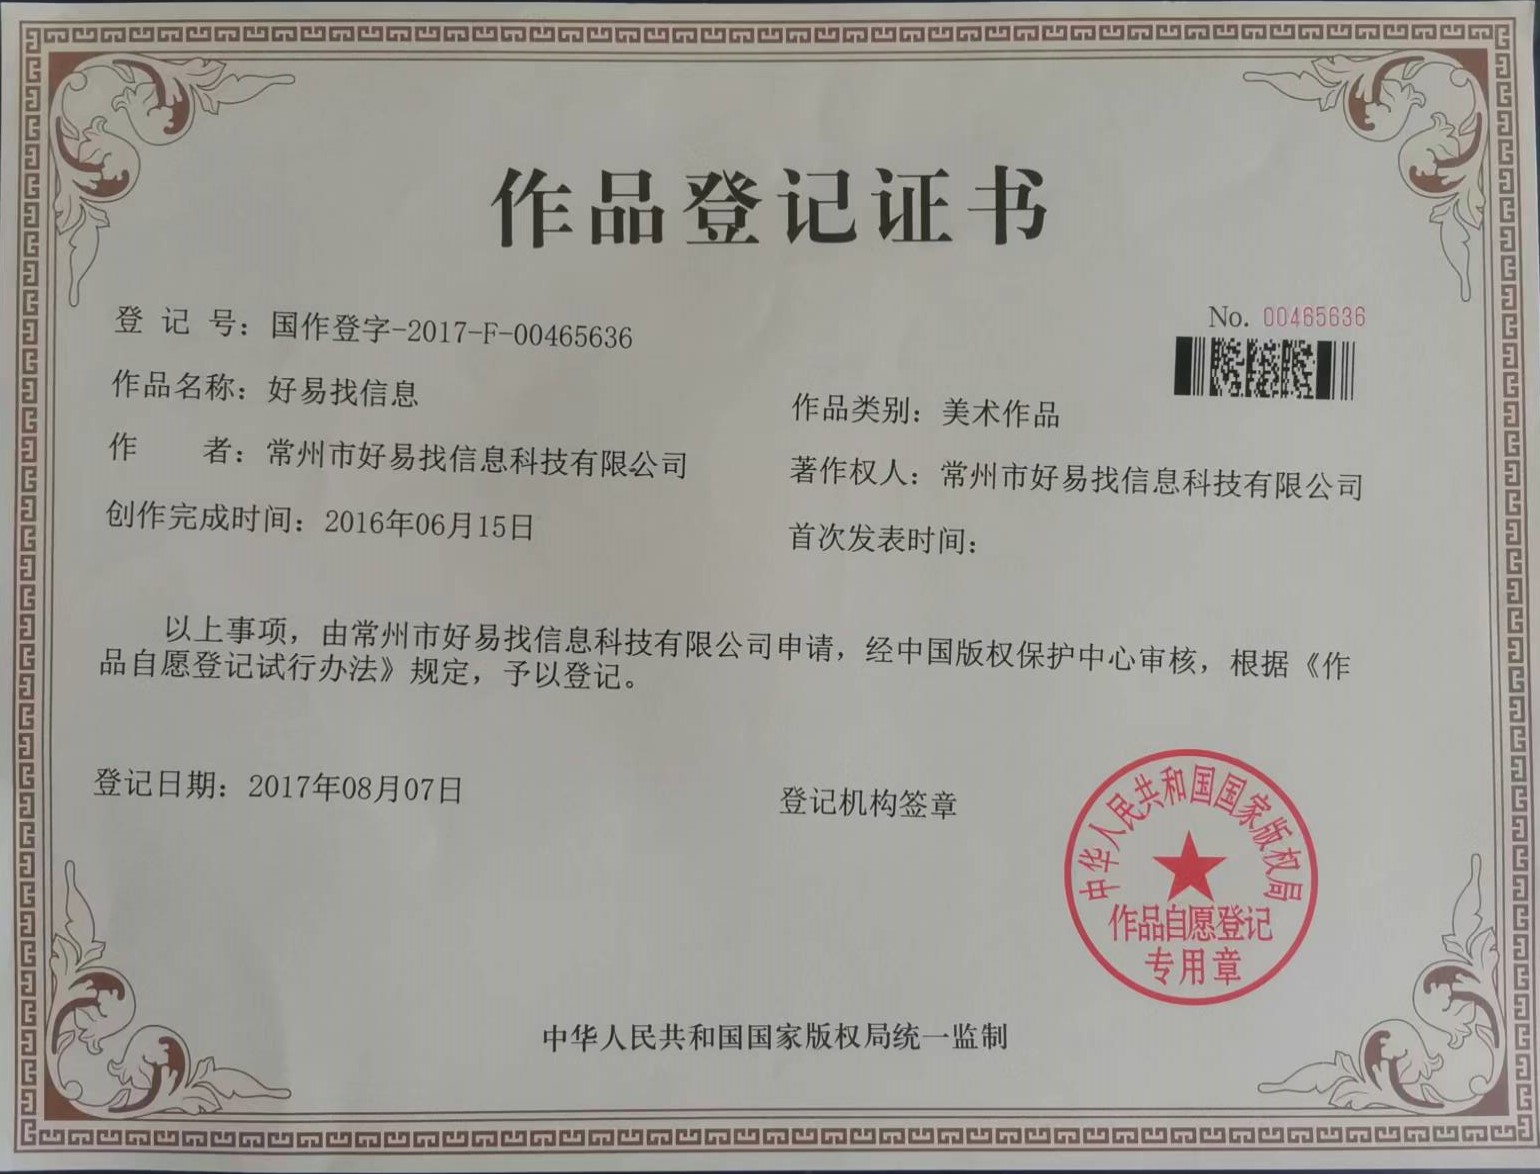 作品登记证书
No. 00465636
登 记 号：国作登字-2017-F-00465636
作品名称：好易找信息
作品类别：美术作品
作 者：常州市好易找信息科技有限公司
著作权人：常州市好易找信息科技有限公司
创作完成时间：2016年06月15日
首次发表时间：
以上事项，由常州市好易找信息科技有限公司申请，经中国版权保护中心审核，根据《作
品自愿登记试行办法》规定，予以登记。
登记日期：2017年08月07日
登记机构签章
中华人民共和国国家版权局
作品自愿登记
专用章
中华人民共和国国家版权局统一监制